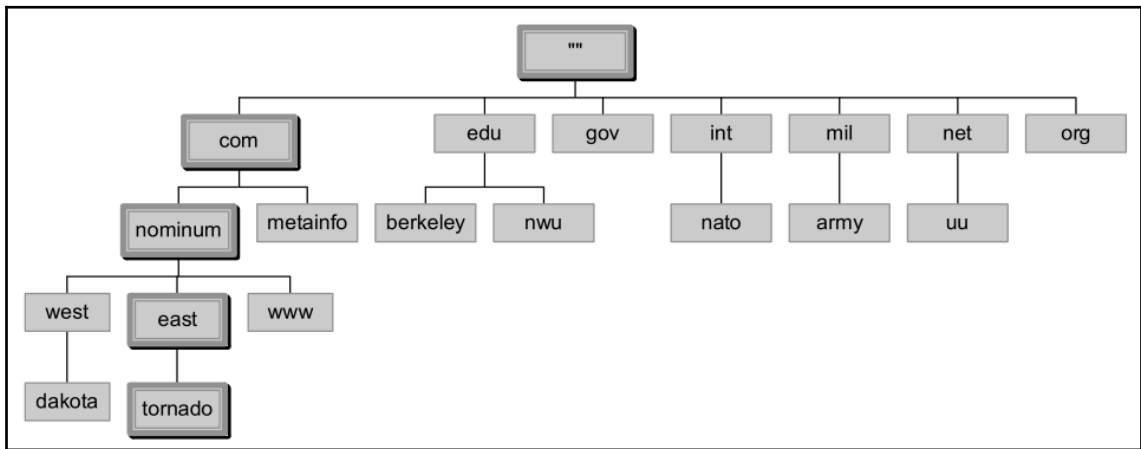 ""
com edu gov int mil net org
nominum metainfo berkeley nwu nato army uu
west east www
dakota tornado